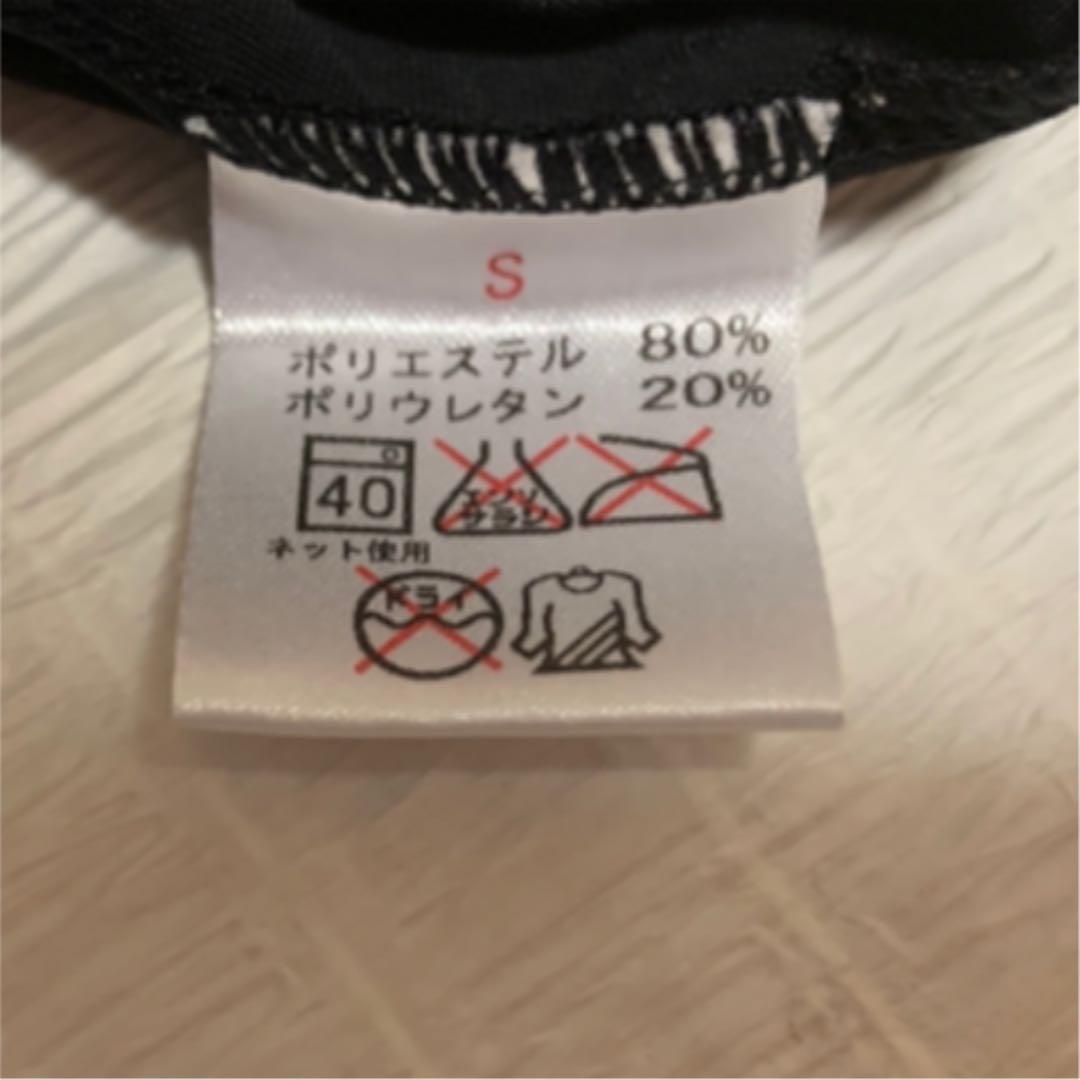 S
ポリエステル 80%
ポリウレタン 20%
40
エンソ
サラシ
ネット使用
ドライ